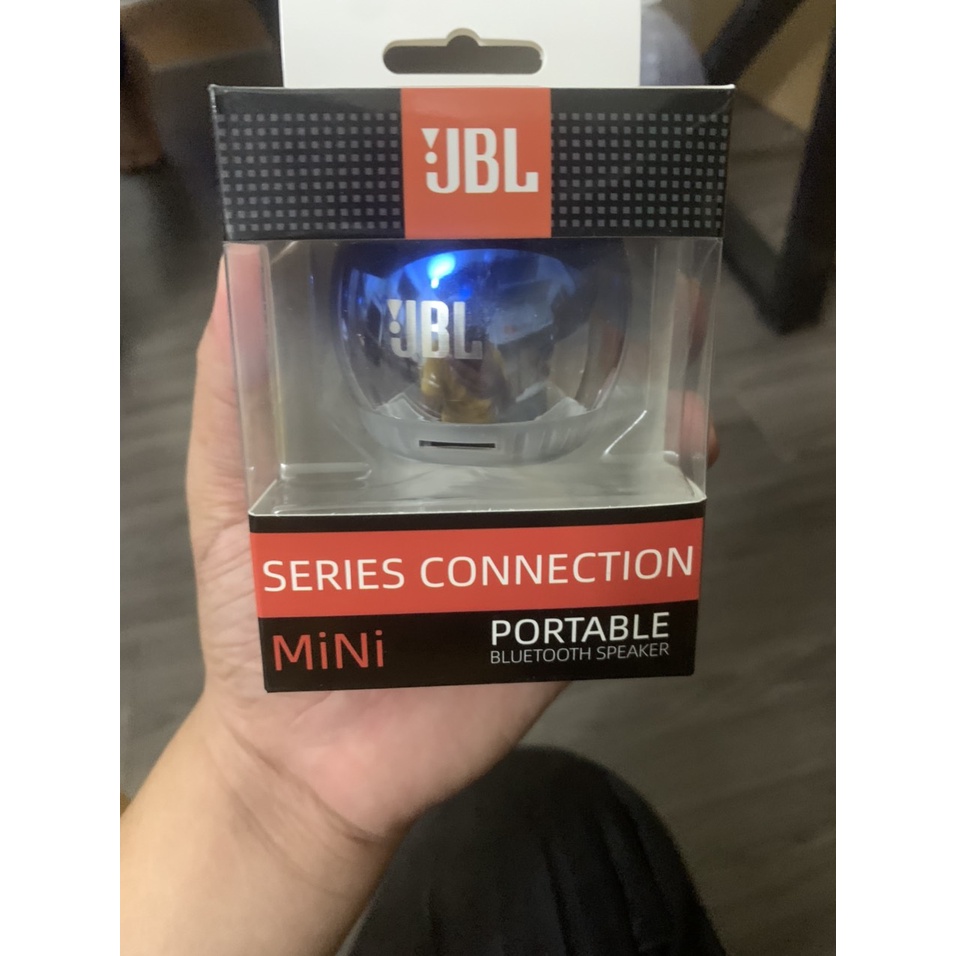 JBL
JBL
SERIES CONNECTION
MiNi
PORTABLE
BLUETOOTH SPEAKER